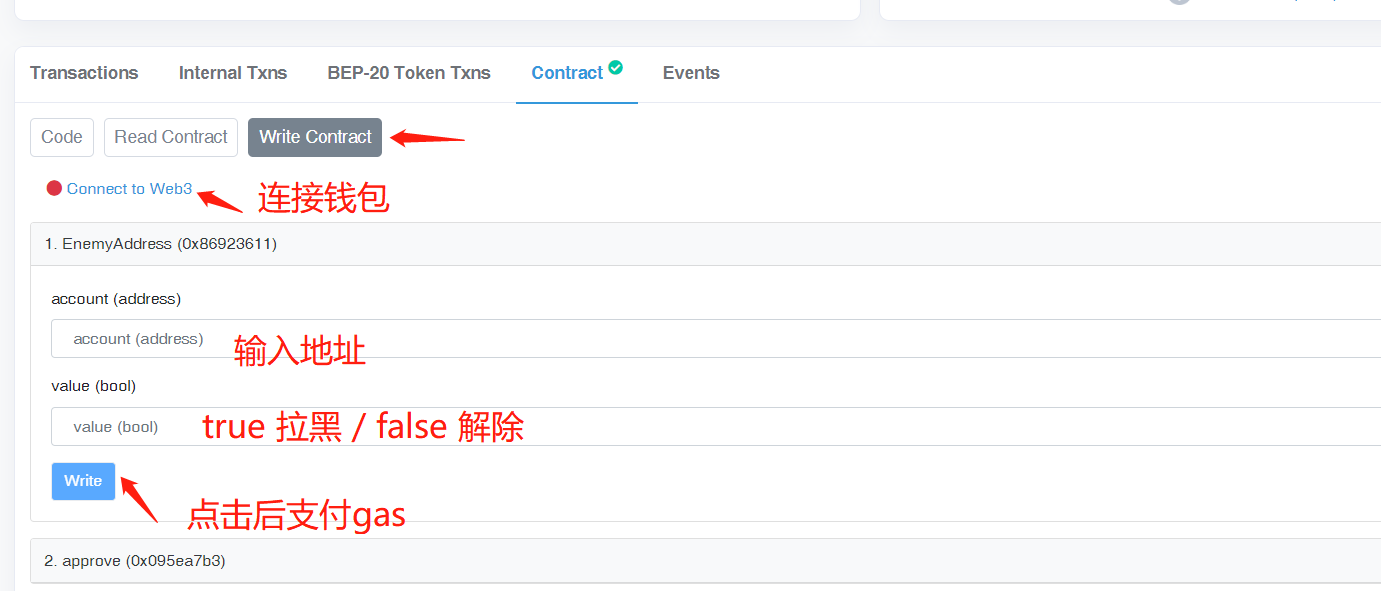 Transactions Internal Txns BEP-20 Token Txns Contract Events
Code Read Contract Write Contract
Connect to Web3 连接钱包
1. EnemyAddress (0x86923611)
account (address)
account (address) 输入地址
value (bool)
value (bool) true 拉黑 / false 解除
Write
点击后支付gas
2. approve (0x095ea7b3)